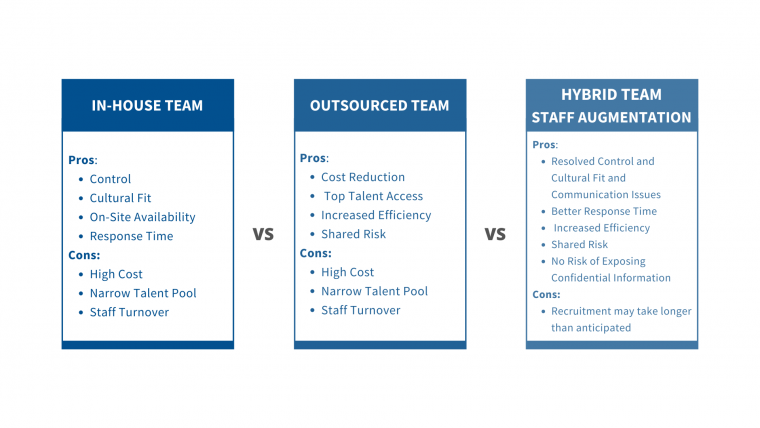 IN-HOUSE TEAM
Pros:
Control
Cultural Fit
On-Site Availability
Response Time
Cons:
High Cost
Narrow Talent Pool
Staff Turnover
VS
OUTSOURCED TEAM
Pros:
Cost Reduction
Top Talent Access
Increased Efficiency
Shared Risk
Cons:
High Cost
Narrow Talent Pool
Staff Turnover
VS
HYBRID TEAM
STAFF AUGMENTATION
Pros:
Resolved Control and
Cultural Fit and
Communication Issues
Better Response Time
Increased Efficiency
Shared Risk
No Risk of Exposing
Confidential Information
Cons:
Recruitment may take longer
than anticipated